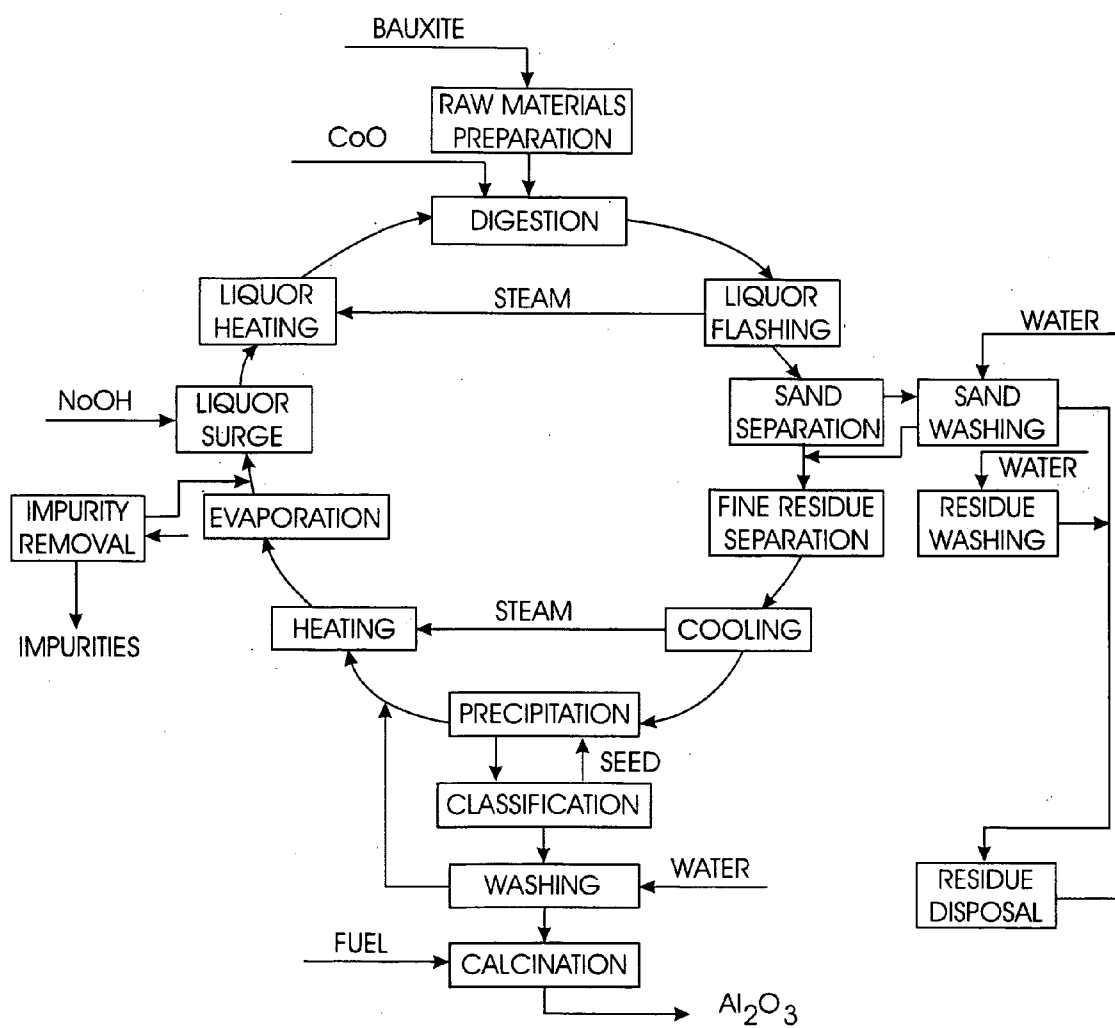 BAUXITE
RAW MATERIALS
PREPARATION
CoO
DIGESTION
LIQUOR
HEATING
STEAM
LIQUOR
FLASHING
WATER
NoOH
LIQUOR
SURGE
SAND
SEPARATION
SAND
WASHING
WATER
IMPURITY
REMOVAL
EVAPORATION
FINE RESIDUE
SEPARATION
RESIDUE
WASHING
IMPURITIES
HEATING
STEAM
COOLING
PRECIPITATION
SEED
CLASSIFICATION
WASHING
WATER
RESIDUE
DISPOSAL
FUEL
CALCINATION
Al₂O₃